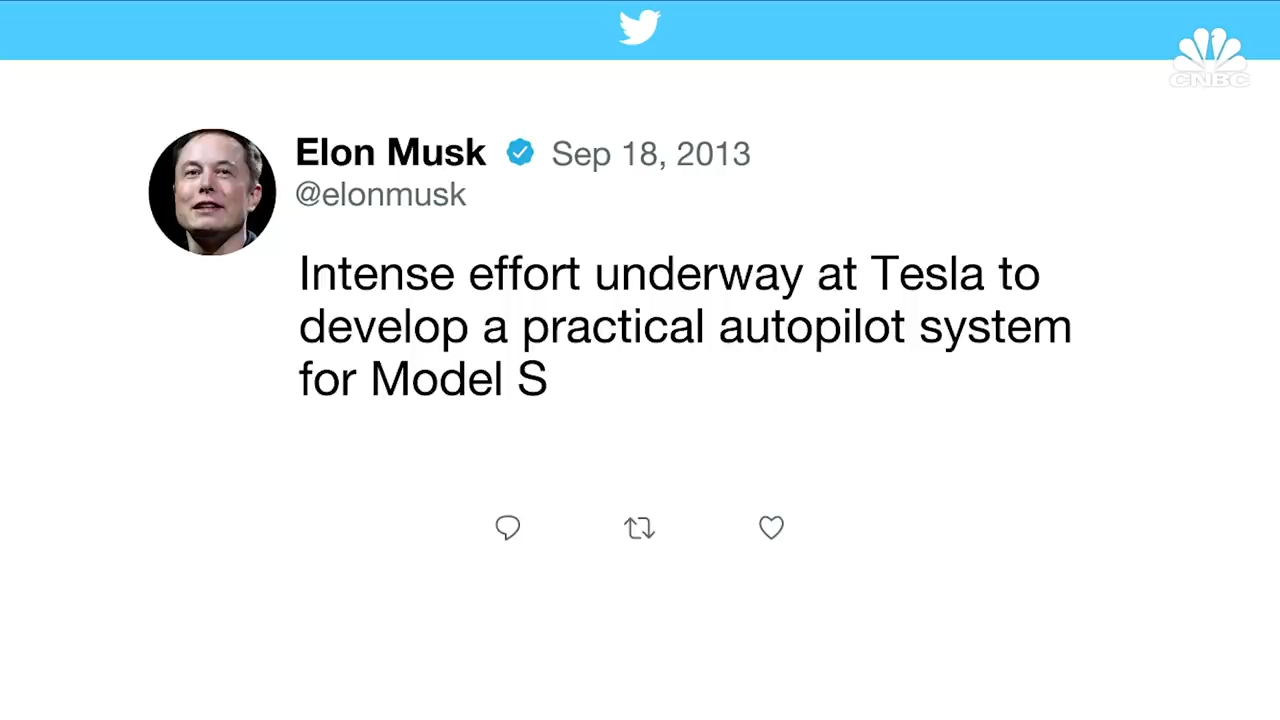 CNBC
Elon Musk Sep 18, 2013
@elonmusk
Intense effort underway at Tesla to
develop a practical autopilot system
for Model S